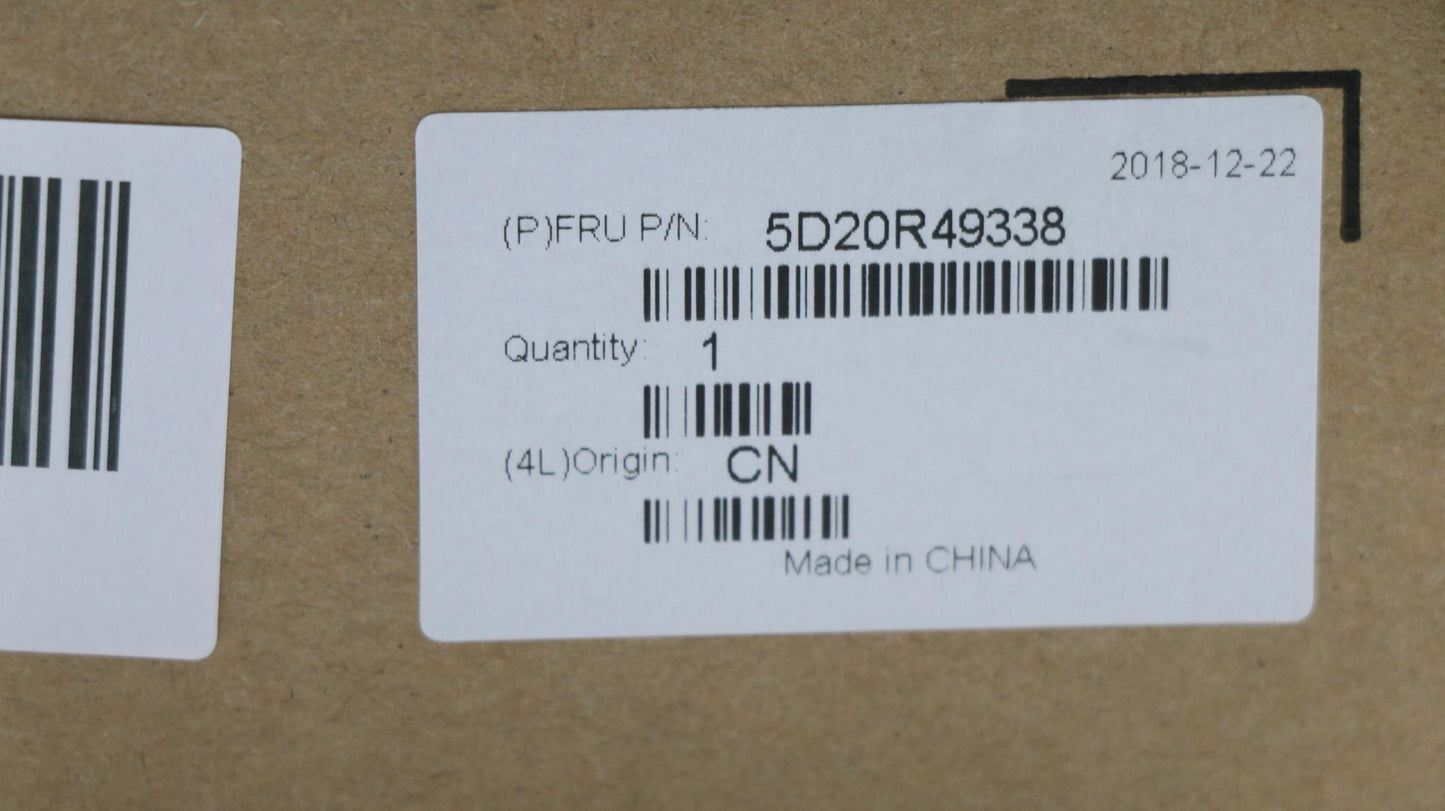 2018-12-22
(P)FRU P/N: 5D20R49338
Quantity: 1
(4L)Origin: CN
Made in CHINA